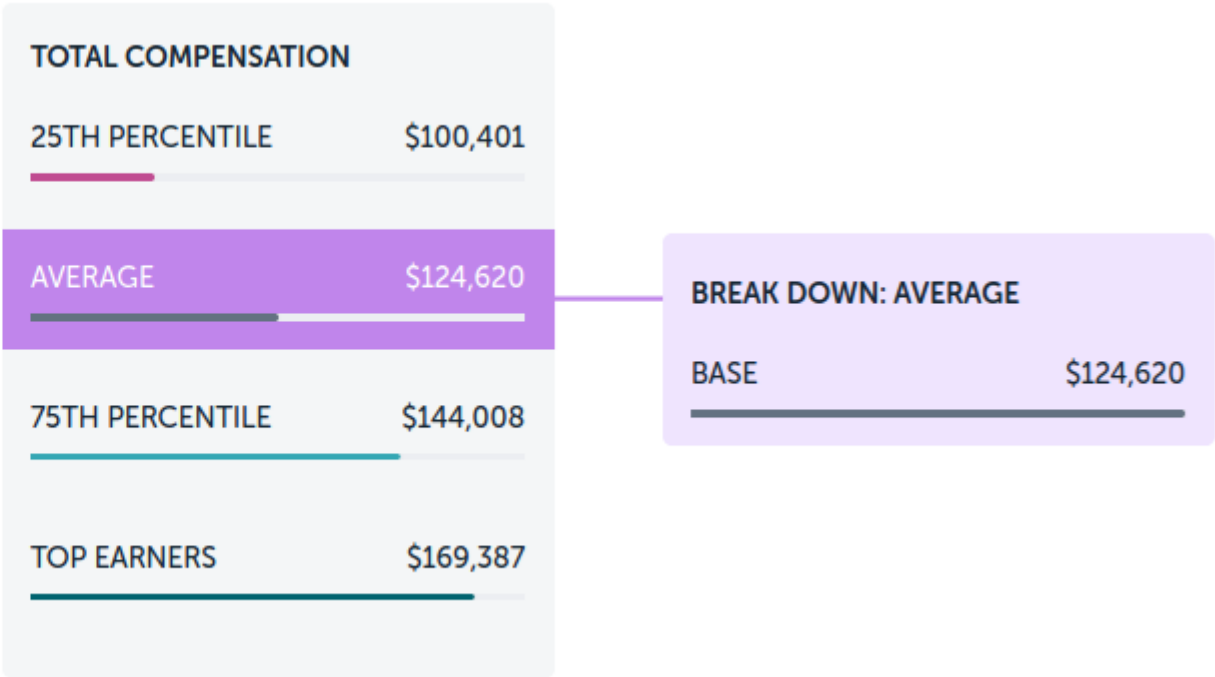 TOTAL COMPENSATION
25TH PERCENTILE $100,401
AVERAGE $124,620
75TH PERCENTILE $144,008
TOP EARNERS $169,387
BREAK DOWN: AVERAGE
BASE $124,620